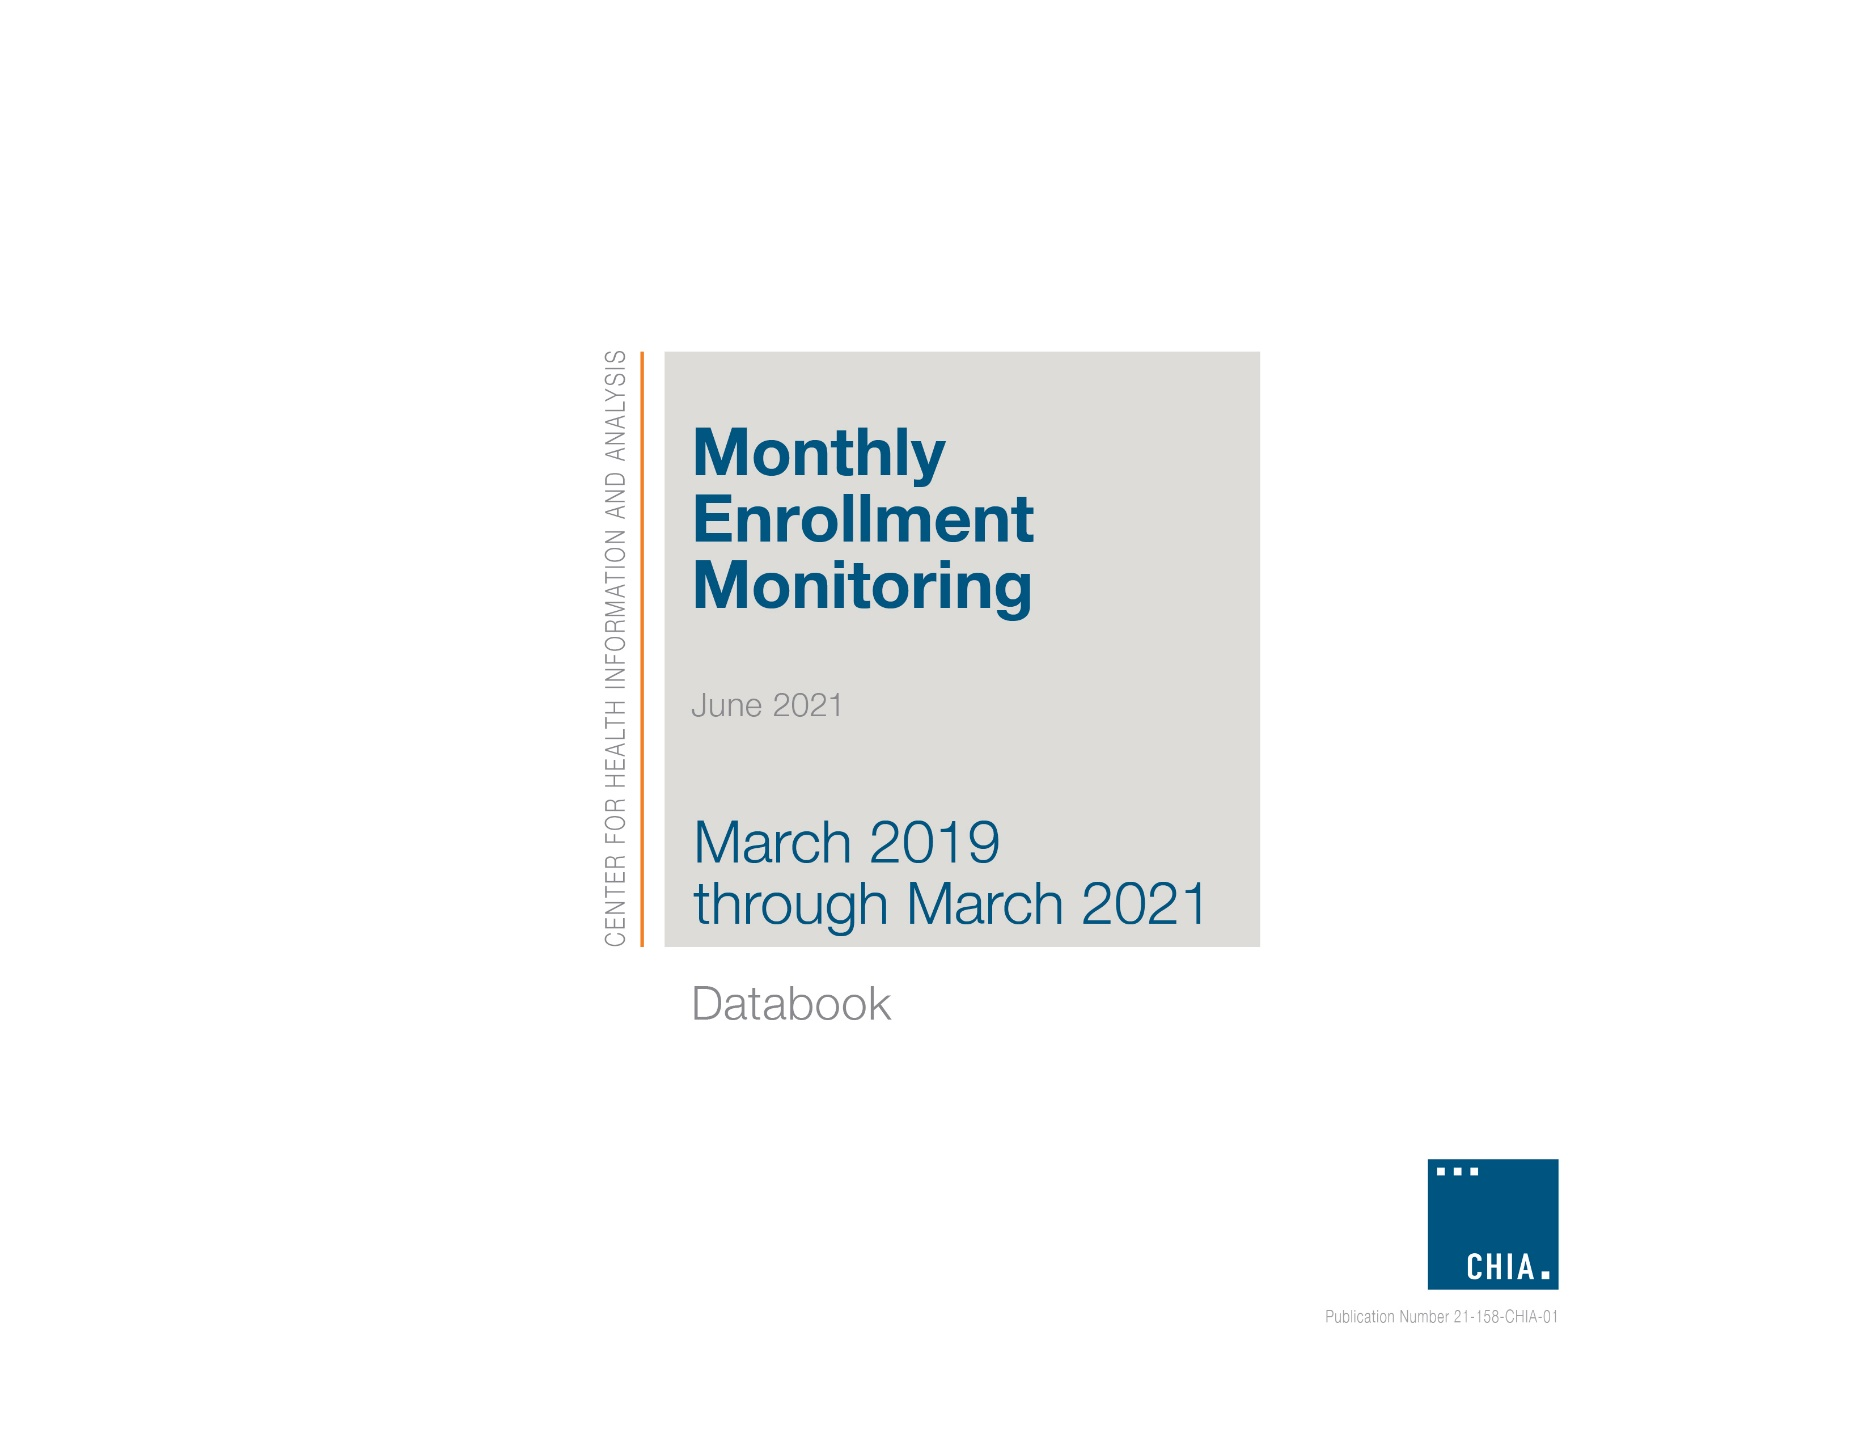 CENTER FOR HEALTH INFORMATION AND ANALYSIS
Monthly
Enrollment
Monitoring
June 2021
March 2019
through March 2021
Databook
CHIA.
Publication Number 21-158-CHIA-01